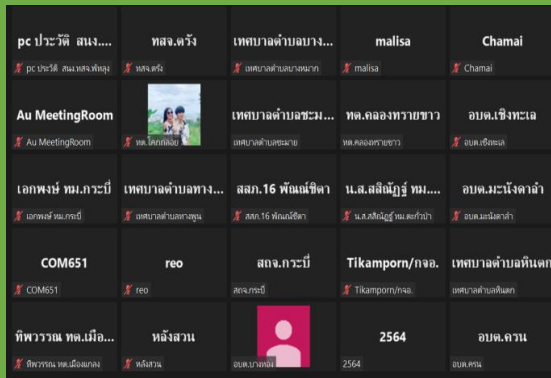 pc ประวัติ สนง....
pc ประวัติ สนง.ทสจ.พัทลุง
ทสจ.ตรัง
ทสจ.ตรัง
เทศบาลตำบลบาง...
เทศบาลตำบลบางหมาก
malisa
malisa
Chamai
Chamai
Au MeetingRoom
Au MeetingRoom
ทต.โคกกลอย
เทศบาลตำบลชะม...
เทศบาลตำบลชะมาย
ทต.คลองทรายขาว
ทต.คลองทรายขาว
อบต.เชิงทะเล
อบต.เชิงทะเล
เอกพงษ์ ทม.กระบี่
เอกพงษ์ ทม.กระบี่
เทศบาลตำบลทาง...
เทศบาลตำบลทางพูน
สสภ.16 พัณณ์ชิตา
สสภ.16 พัณณ์ชิตา
น.ส.สลิณัฏฐ์ ทม....
น.ส.สลิณัฏฐ์ ทม.ตะกั่วป่า
อบต.มะนังดาลำ
อบต.มะนังดาลำ
COM651
COM651
reo
reo
สถจ.กระบี่
สถจ.กระบี่
Tikamporn/กจอ.
Tikamporn/กจอ.
เทศบาลตำบลหินตก
เทศบาลตำบลหินตก
ทิพวรรณ ทต.เมือ...
ทิพวรรณ ทต.เมืองแกลง
หลังสวน
หลังสวน
อบต.บางทอง
2564
2564
อบต.ควน
อบต.ควน